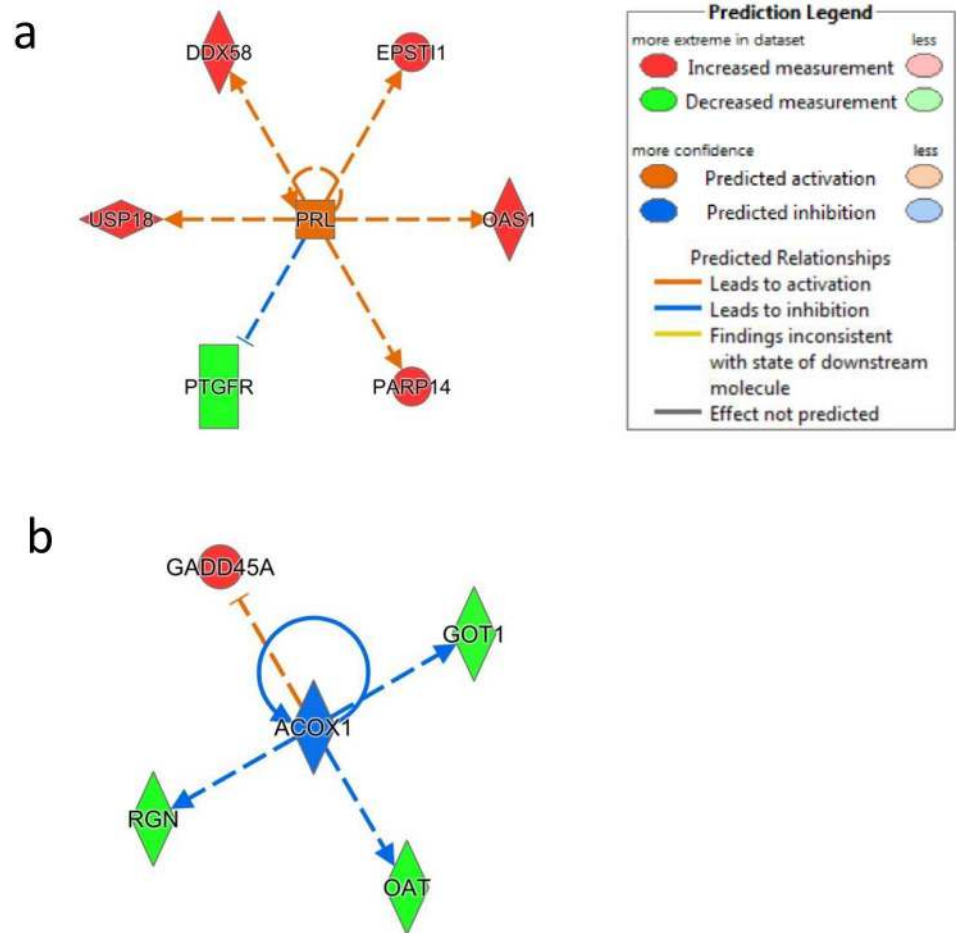 a
DDX58
EPSTI1
USP18
PRL
OAS1
PTGFR
PARP14
Prediction Legend
more extreme in dataset less
Increased measurement
Decreased measurement
more confidence less
Predicted activation
Predicted inhibition
Predicted Relationships
Leads to activation
Leads to inhibition
Findings inconsistent
with state of downstream
molecule
Effect not predicted
b
GADD45A
GOT1
ACOX1
RGN
OAT